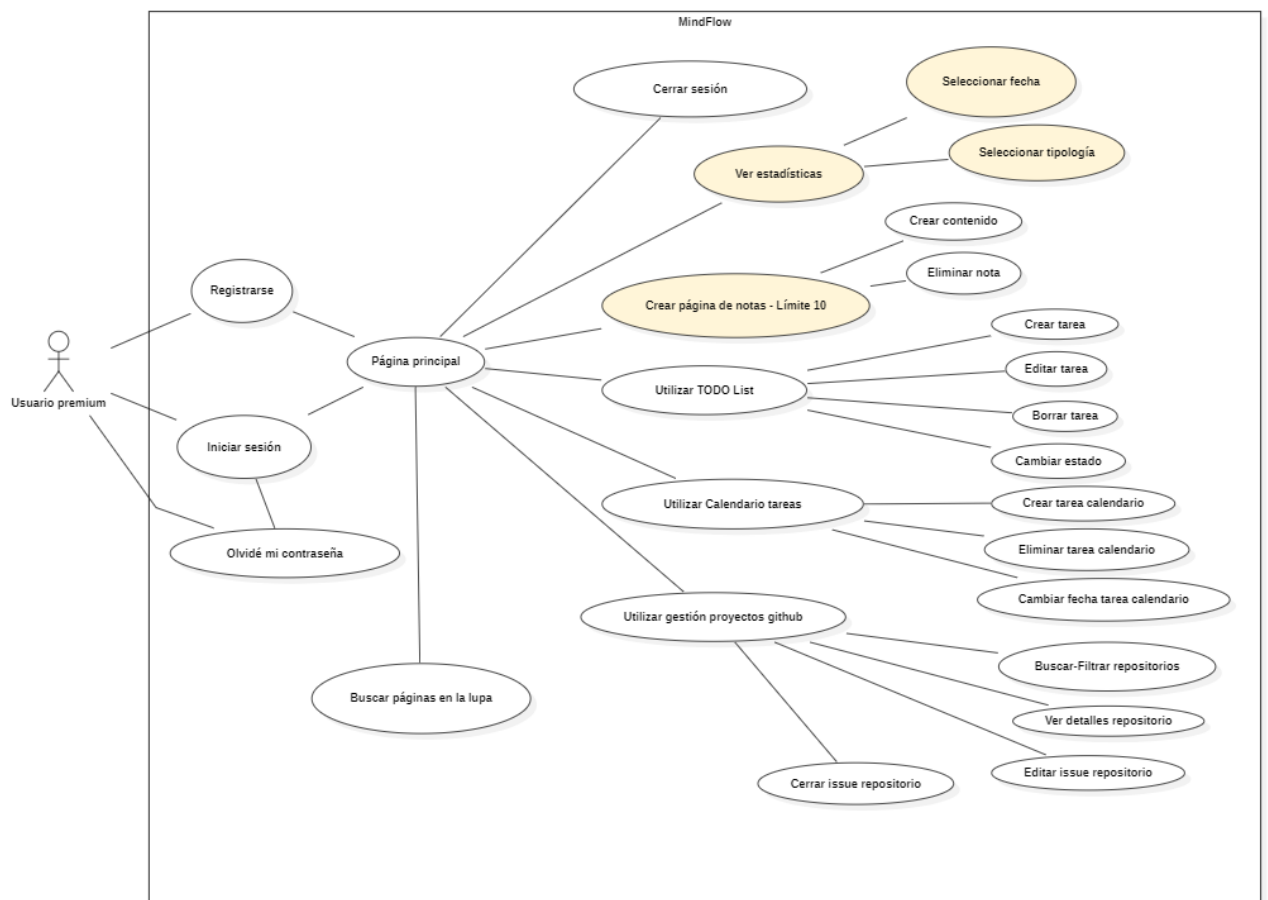 MindFlow
Cerrar sesión
Seleccionar fecha
Seleccionar tipología
Ver estadísticas
Crear contenido
Eliminar nota
Registrarse
Crear página de notas - Límite 10
Crear tarea
Página principal
Editar tarea
Utilizar TODO List
Usuario premium
Borrar tarea
Iniciar sesión
Cambiar estado
Utilizar Calendario tareas
Crear tarea calendario
Olvidé mi contraseña
Eliminar tarea calendario
Cambiar fecha tarea calendario
Utilizar gestión proyectos github
Buscar-Filtrar repositorios
Buscar páginas en la lupa
Ver detalles repositorio
Editar issue repositorio
Cerrar issue repositorio